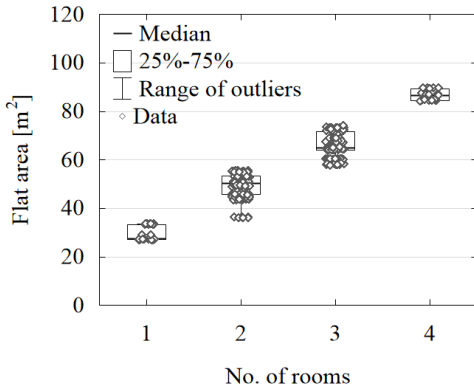 120
100
80
60
40
20
0
Flat area [m²]
Median
25%-75%
Range of outliers
Data
1 2 3 4
No. of rooms